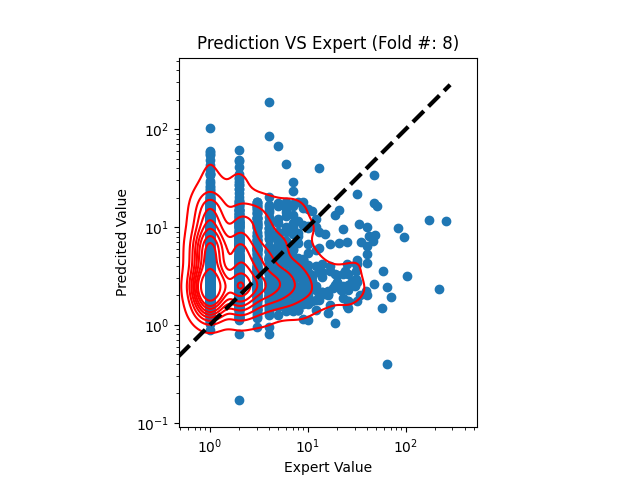 Prediction VS Expert (Fold #: 8)
Predcited Value
10²
10¹
10⁰
10⁻¹
10⁰
10¹
10²
Expert Value